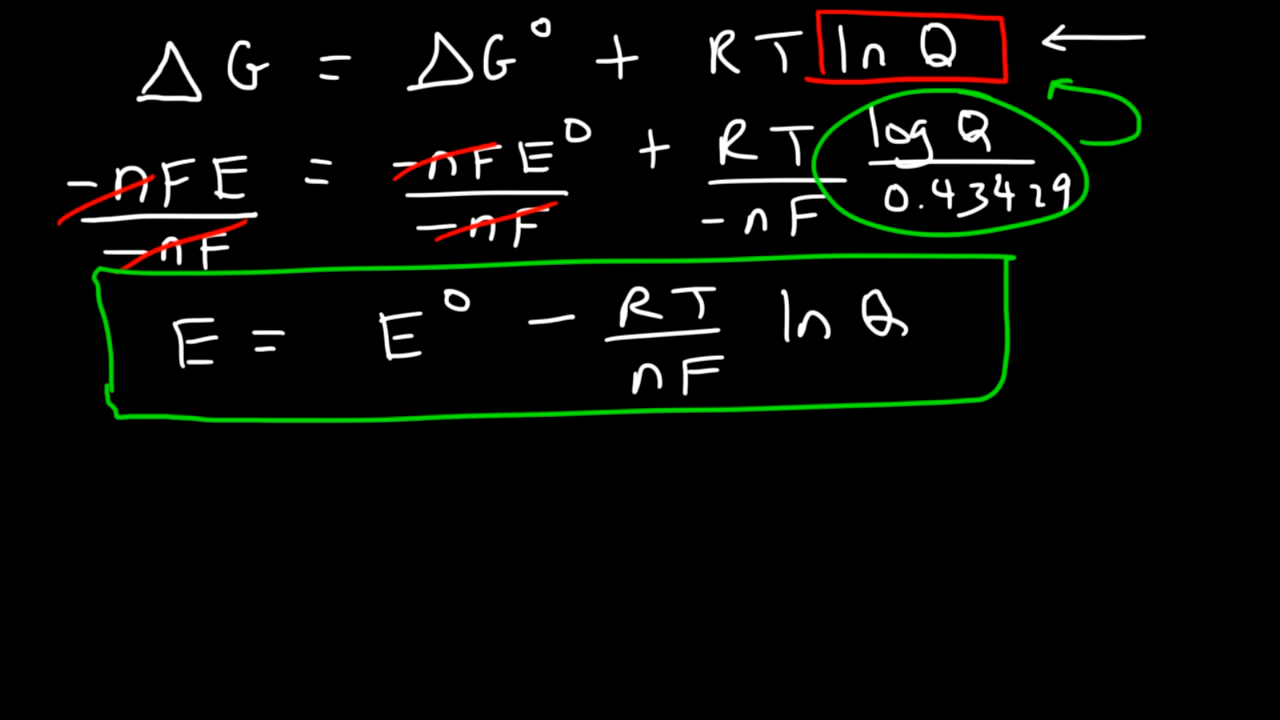 ΔG = ΔG° + RT ln Q
-nFE / -nF = -nFE° / -nF + RT / -nF log Q / 0.43429
E = E° - RT / nF ln Q